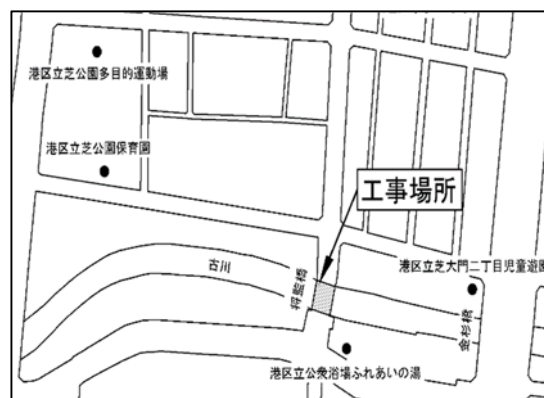 港区立芝公園多目的運動場
港区立芝公園保育園
工事場所
古川
将監橋
港区立芝大門二丁目児童遊園
金杉橋
港区立公衆浴場ふれあいの湯